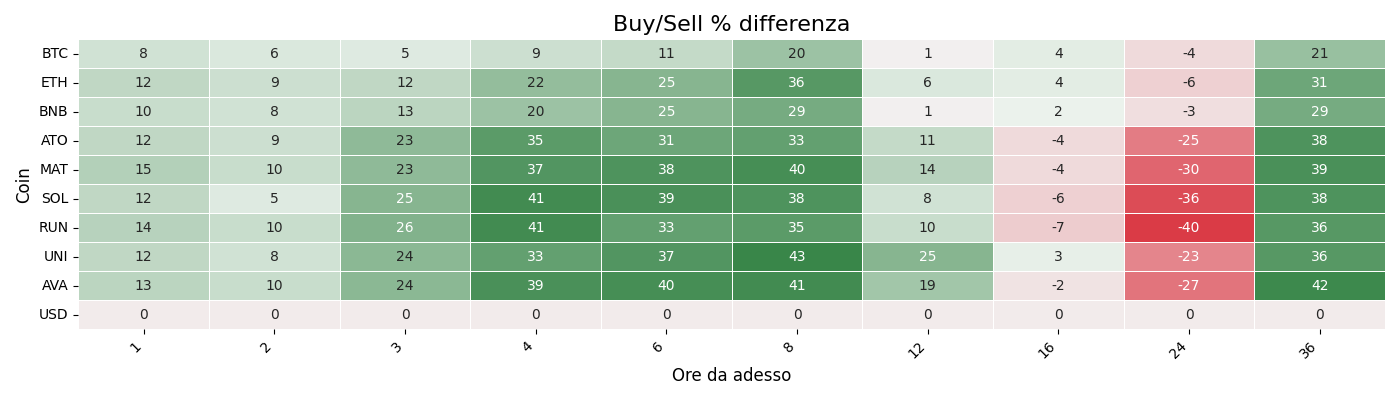 Buy/Sell % differenza
Coin
BTC 8 6 5 9 11 20 1 4 -4 21
ETH 12 9 12 22 25 36 6 4 -6 31
BNB 10 8 13 20 25 29 1 2 -3 29
ATO 12 9 23 35 31 33 11 -4 -25 38
MAT 15 10 23 37 38 40 14 -4 -30 39
SOL 12 5 25 41 39 38 8 -6 -36 38
RUN 14 10 26 41 33 35 10 -7 -40 36
UNI 12 8 24 33 37 43 25 3 -23 36
AVA 13 10 24 39 40 41 19 -2 -27 42
USD 0 0 0 0 0 0 0 0 0 0
1 2 3 4 6 8 12 16 24 36
Ore da adesso